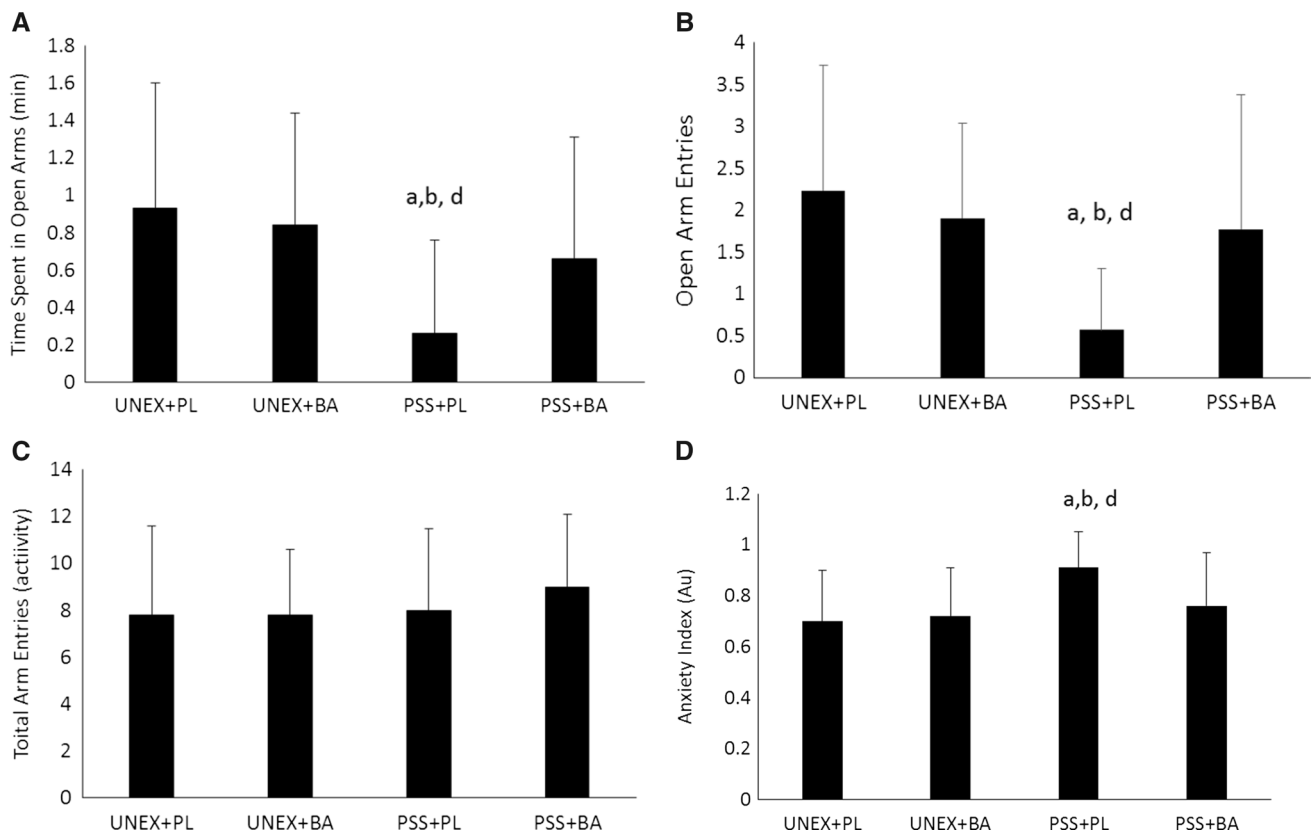 A
Time Spent in Open Arms (min)
1.8
1.6
1.4
1.2
1
0.8
0.6
0.4
0.2
0
a,b, d
UNEX+PL UNEX+BA PSS+PL PSS+BA
B
Open Arm Entries
4
3.5
3
2.5
2
1.5
1
0.5
0
a, b, d
UNEX+PL UNEX+BA PSS+PL PSS+BA
C
Toital Arm Entries (actiivity)
14
12
10
8
6
4
2
0
UNEX+PL UNEX+BA PSS+PL PSS+BA
D
Anxiety Index (Au)
1.2
1
0.8
0.6
0.4
0.2
0
a,b, d
UNEX+PL UNEX+BA PSS+PL PSS+BA